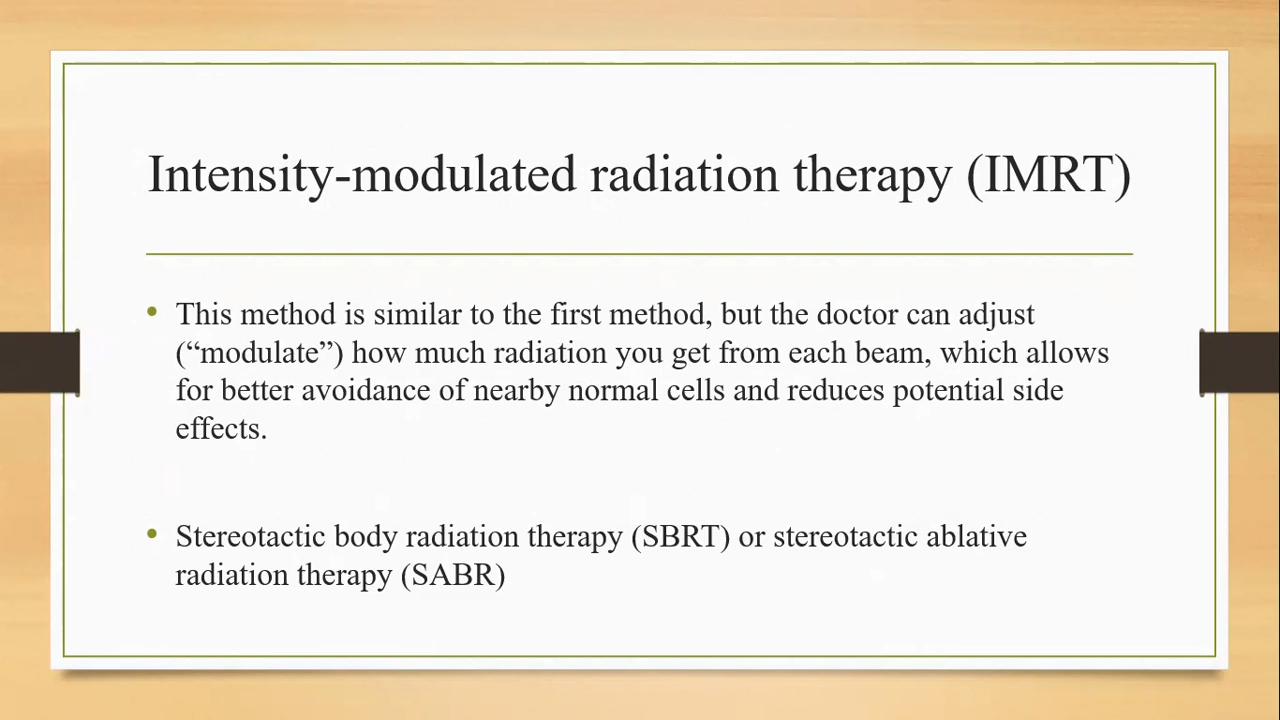 Intensity-modulated radiation therapy (IMRT)
• This method is similar to the first method, but the doctor can adjust
(“modulate”) how much radiation you get from each beam, which allows
for better avoidance of nearby normal cells and reduces potential side
effects.
• Stereotactic body radiation therapy (SBRT) or stereotactic ablative
radiation therapy (SABR)